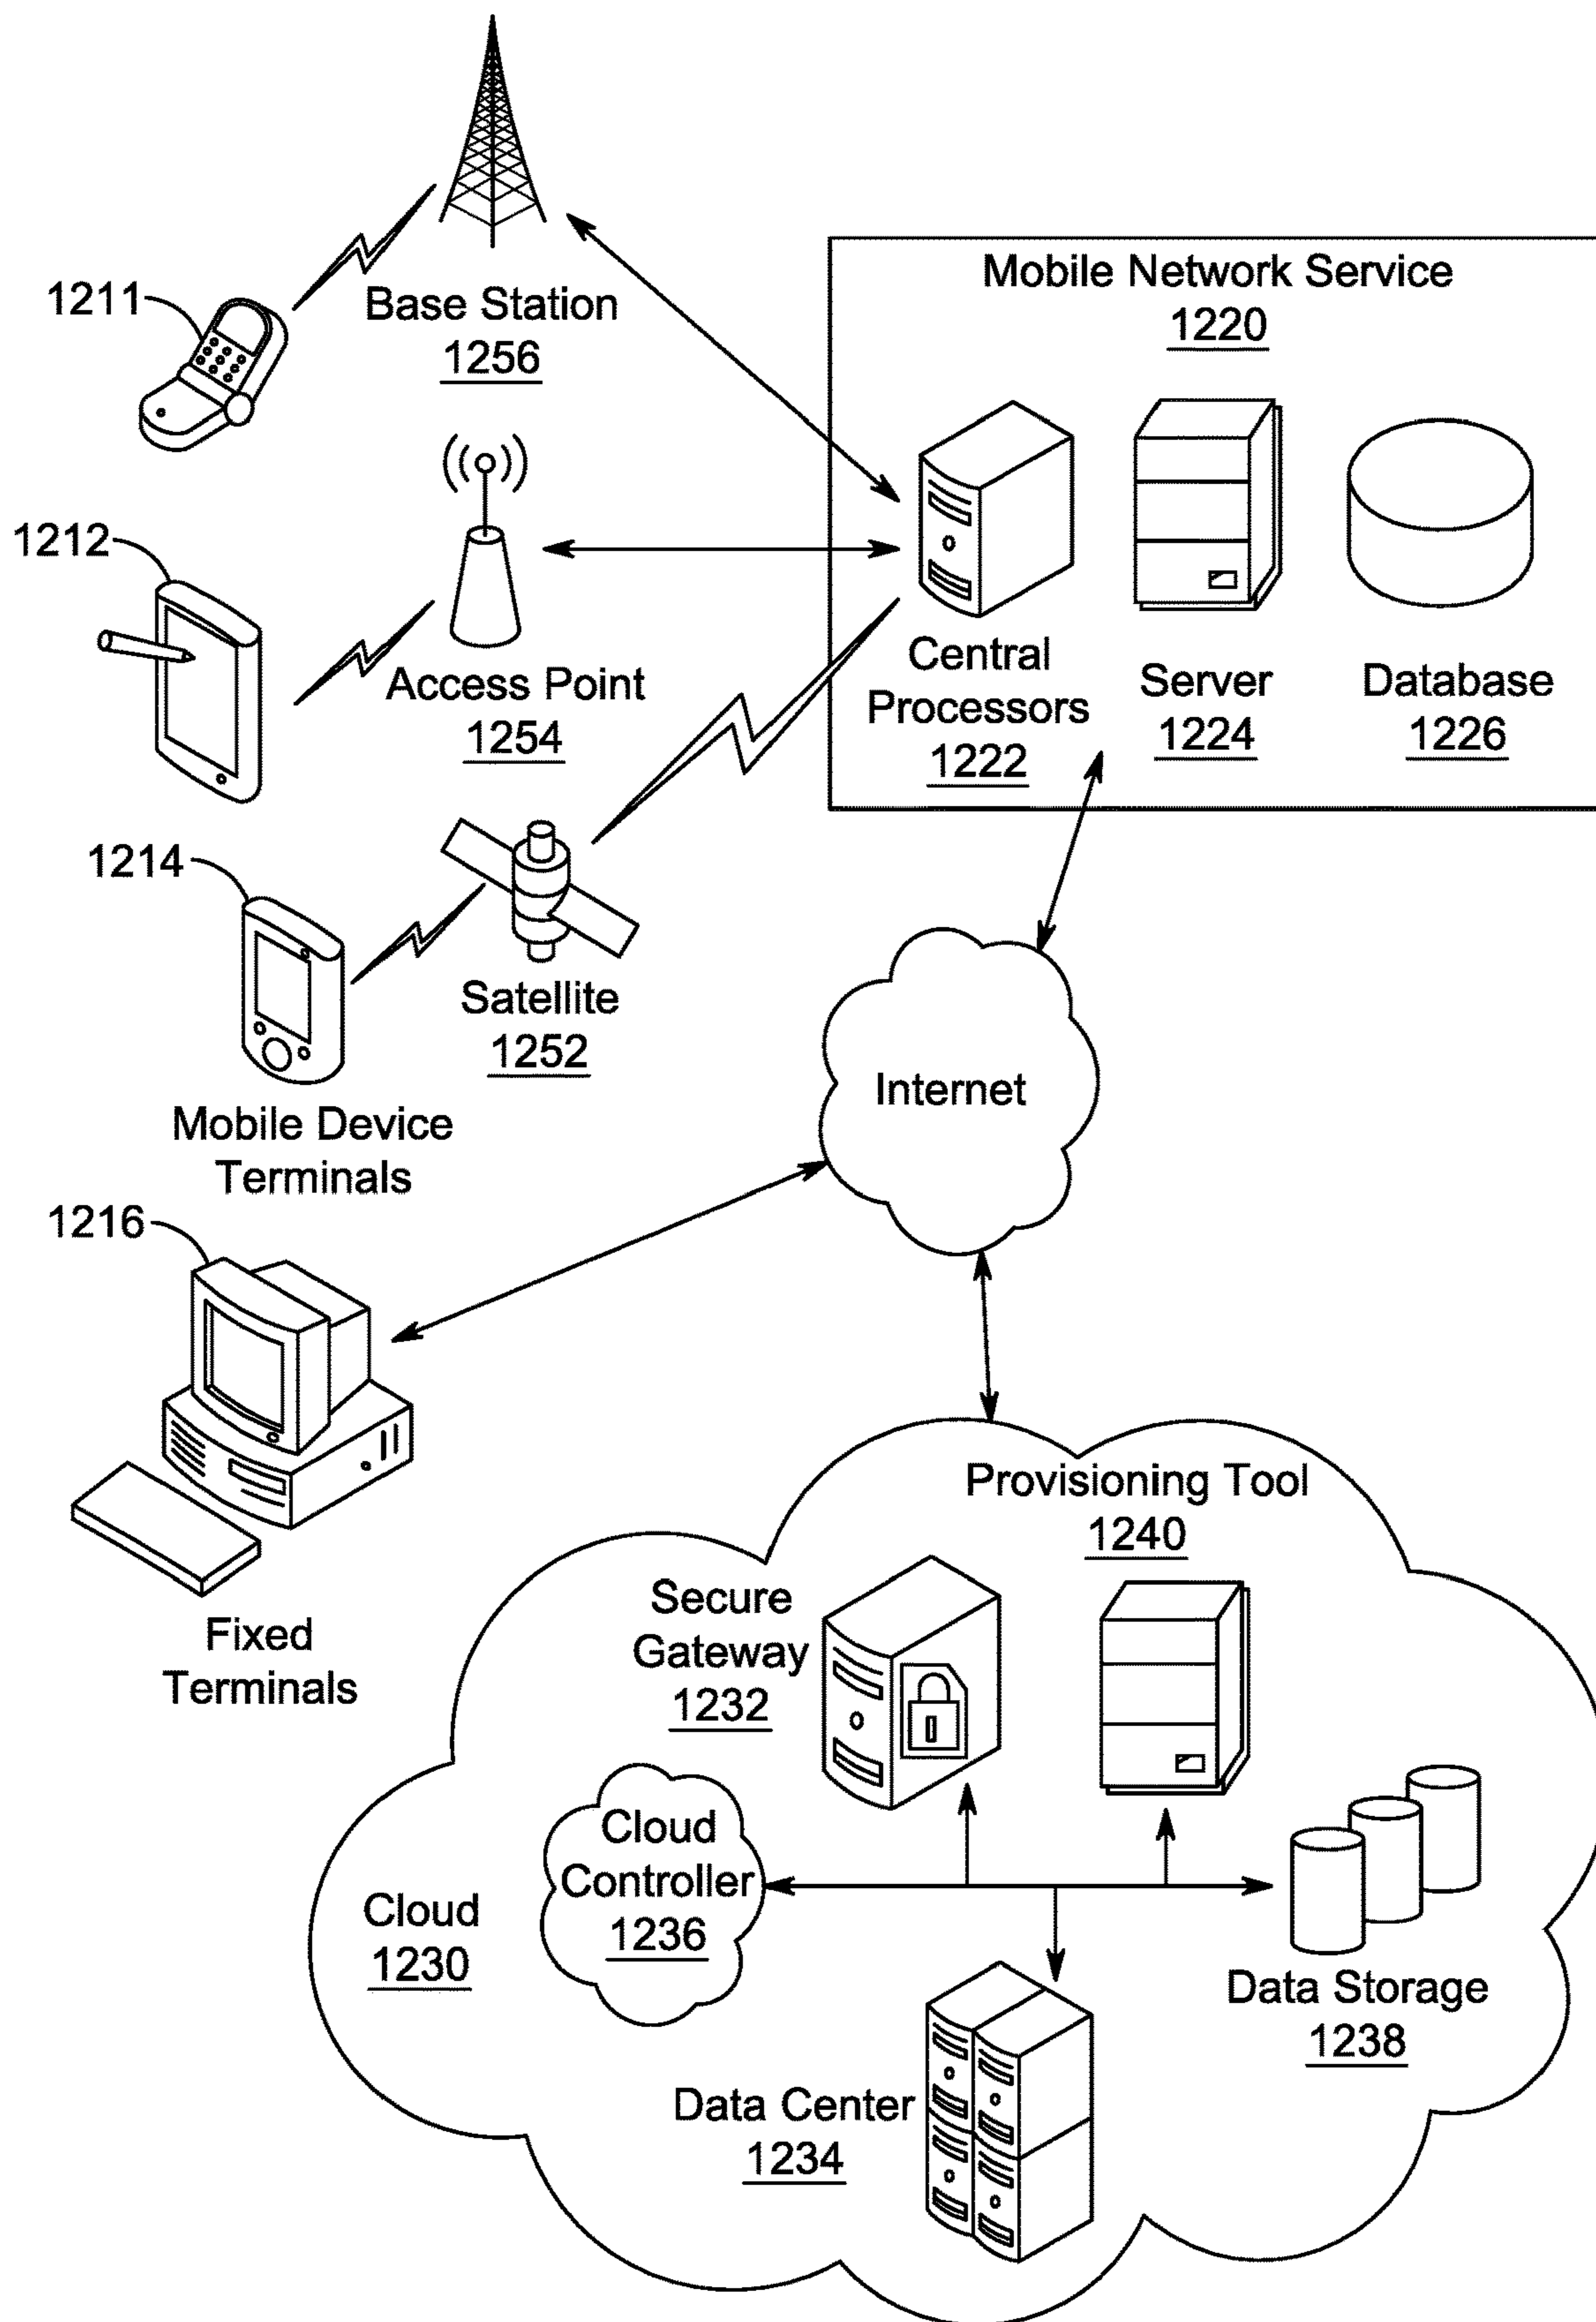 1211
Base Station
1256
Mobile Network Service
1220
1212
Access Point
1254
Central
Processors
1222
Server
1224
Database
1226
1214
Satellite
1252
Mobile Device
Terminals
Internet
1216
Fixed
Terminals
Provisioning Tool
1240
Secure
Gateway
1232
Cloud
Controller
1236
Cloud
1230
Data Storage
1238
Data Center
1234